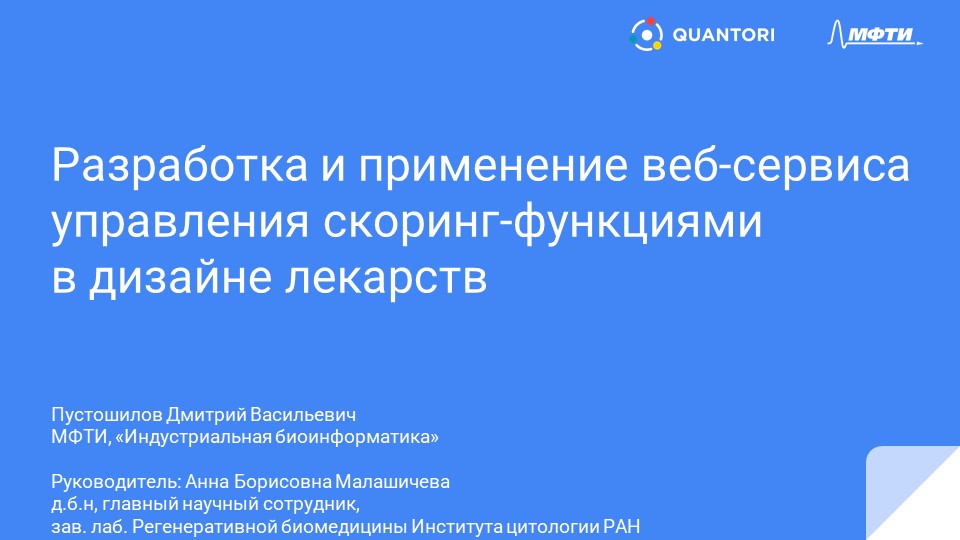 QUANTORI
МФТИ
Разработка и применение веб-сервиса
управления скоринг-функциями
в дизайне лекарств
Пустошилов Дмитрий Васильевич
МФТИ, «Индустриальная биоинформатика»
Руководитель: Анна Борисовна Малашичева
д.б.н, главный научный сотрудник,
зав. лаб. Регенеративной биомедицины Института цитологии РАН